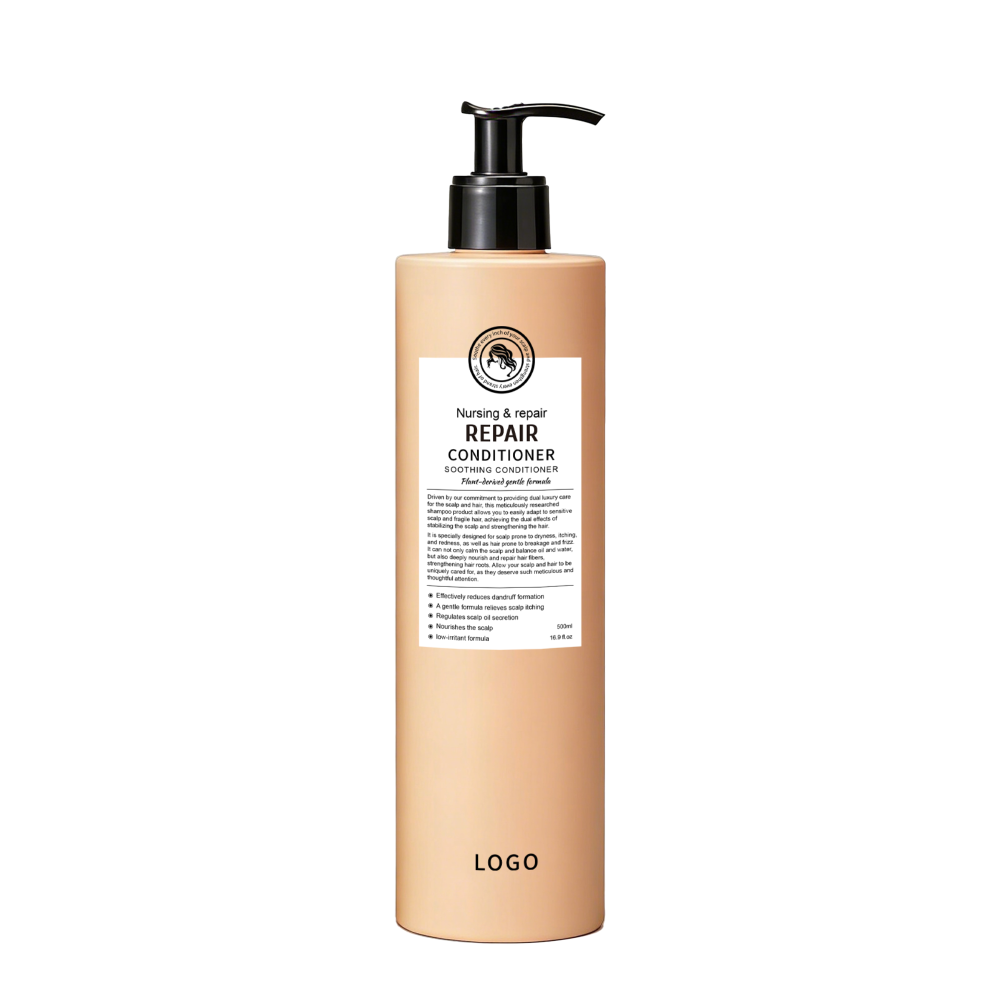 Soothe every inch of your scalp and strengthen every strand of hair.
Nursing & repair
REPAIR
CONDITIONER
SOOTHING CONDITIONER
Plant-derived gentle formula
Driven by our commitment to providing dual luxury care
for the scalp and hair, this meticulously researched
shampoo product allows you to easily adapt to sensitive
scalp and fragile hair, achieving the dual effects of
stabilizing the scalp and strengthening the hair.
It is specially designed for scalp prone to dryness, itching,
and redness, as well as hair prone to breakage and frizz.
It can not only calm the scalp and balance oil and water,
but also deeply nourish and repair hair fibers,
strengthening hair roots. Allow your scalp and hair to be
uniquely cared for, as they deserve such meticulous and
thoughtful attention.
◉ Effectively reduces dandruff formation
◉ A gentle formula relieves scalp itching
◉ Regulates scalp oil secretion
◉ Nourishes the scalp
500ml
◉ low-irritant formula
16.9 fl.oz
LOGO